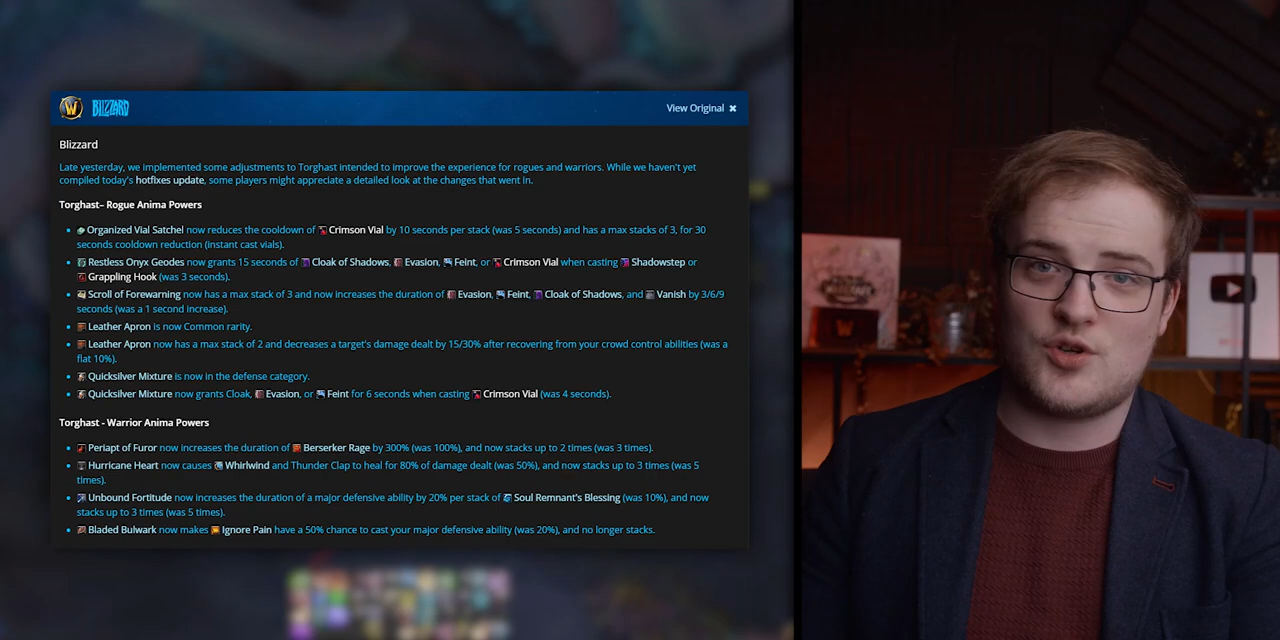 BLIZZARD
View Original ✖
Blizzard
Late yesterday, we implemented some adjustments to Torghast intended to improve the experience for rogues and warriors. While we haven't yet
compiled today's hotfixes update, some players might appreciate a detailed look at the changes that went in.
Torghast– Rogue Anima Powers
Organized Vial Satchel now reduces the cooldown of Crimson Vial by 10 seconds per stack (was 5 seconds) and has a max stacks of 3, for 30
seconds cooldown reduction (instant cast vials).
Restless Onyx Geodes now grants 15 seconds of Cloak of Shadows, Evasion, Feint, or Crimson Vial when casting Shadowstep or
Grappling Hook (was 3 seconds).
Scroll of Forewarning now has a max stack of 3 and now increases the duration of Evasion, Feint, Cloak of Shadows, and Vanish by 3/6/9
seconds (was a 1 second increase).
Leather Apron is now Common rarity.
Leather Apron now has a max stack of 2 and decreases a target's damage dealt by 15/30% after recovering from your crowd control abilities (was a
flat 10%).
Quicksilver Mixture is now in the defense category.
Quicksilver Mixture now grants Cloak, Evasion, or Feint for 6 seconds when casting Crimson Vial (was 4 seconds).
Torghast - Warrior Anima Powers
Periapt of Furor now increases the duration of Berserker Rage by 300% (was 100%), and now stacks up to 2 times (was 3 times).
Hurricane Heart now causes Whirlwind and Thunder Clap to heal for 80% of damage dealt (was 50%), and now stacks up to 3 times (was 5
times).
Unbound Fortitude now increases the duration of a major defensive ability by 20% per stack of Soul Remnant's Blessing (was 10%), and now
stacks up to 3 times (was 5 times).
Bladed Bulwark now makes Ignore Pain have a 50% chance to cast your major defensive ability (was 20%), and no longer stacks.